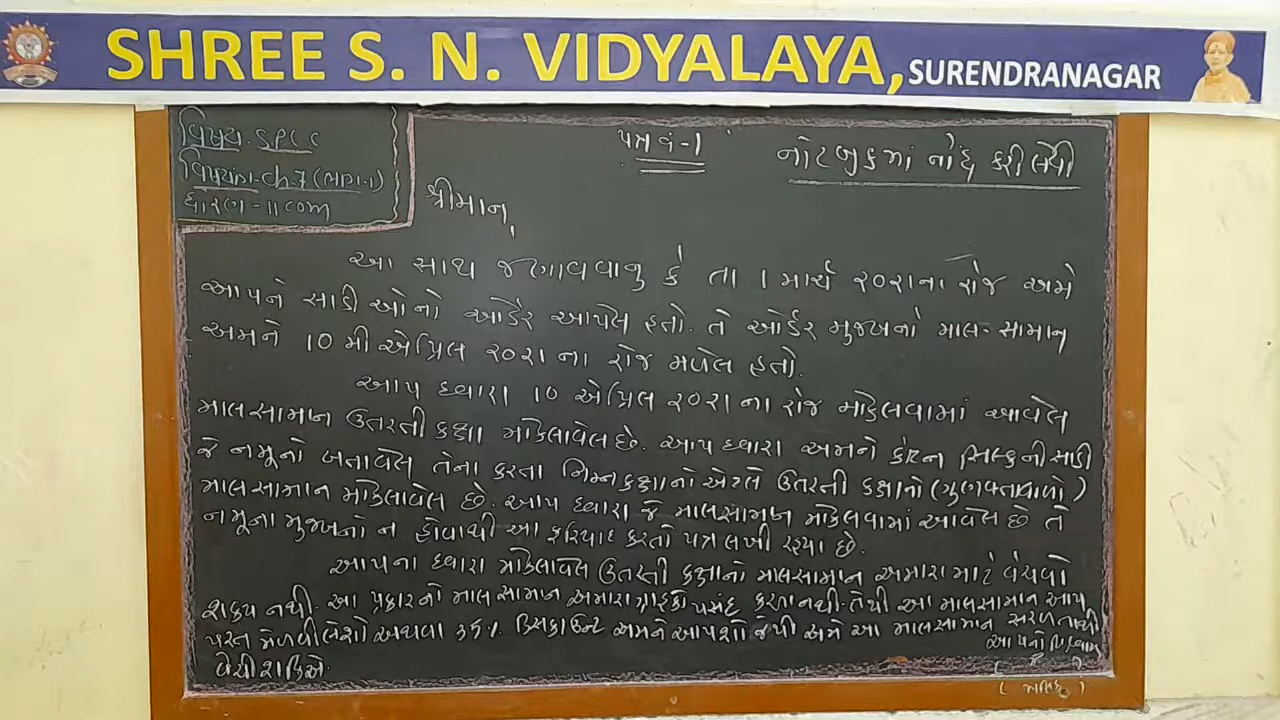 SHREE S. N. VIDYALAYA, SURENDRANAGAR
વિષય- S.P.C.C
વિષયાંગ-ch.7 (ભાગ-1)
ધોરણ-11 com
પત્ર નં-1
નોટબુકમાં નોંધ કરી લેવી
શ્રીમાન,
આ સાથ જણાવવાનુ કે તા 1 માર્ચ ૨૦૨૧ના રોજ અમે
આપને સાડીઓનો ઓર્ડર આપેલ હતો. તે ઓર્ડર મુજબનો માલ-સામાન
અમને 10 મી એપ્રિલ ૨૦૨૧ ના રોજ મળેલ હતો.
આપ ધ્વારા 10 એપ્રિલ ૨૦૨૧ ના રોજ મોકલવામાં આવેલ
માલસામાન ઉતરતી કક્ષા મોકલાવેલ છે. આપ ધ્વારા અમને કોટન સિલ્કની સાડી
જે નમૂનો બતાવેલ તેના કરતા નિમ્નકક્ષાનો એટલે ઉતરતી કક્ષાનો (ગુણવત્તાવાળો)
માલસામાન મોકલાવેલ છે. આપ ધ્વારા જે માલસામાન મોકલવામાં આવેલ છે તે
નમૂના મુજબનો ન હોવાથી આ ફરિયાદ કરતો પત્ર લખી રહ્યા છે.
આપના ધ્વારા મોકલાવેલ ઉતરતી કક્ષાનો માલસામાન અમારા માટે વેચવો
શક્ય નથી. આ પ્રકારનો માલ સામાન અમારા ગ્રાહકો પસંદ કરતા નથી. તેથી આ માલસામાન આપ
પરત મેળવી લેશો અથવા 35% ડિસ્કાઉન્ટ અમને આપશો જેથી અમે આ માલસામાન સરળતાથી
વેચી શકિએ.
આપનો વિશ્વાસુ